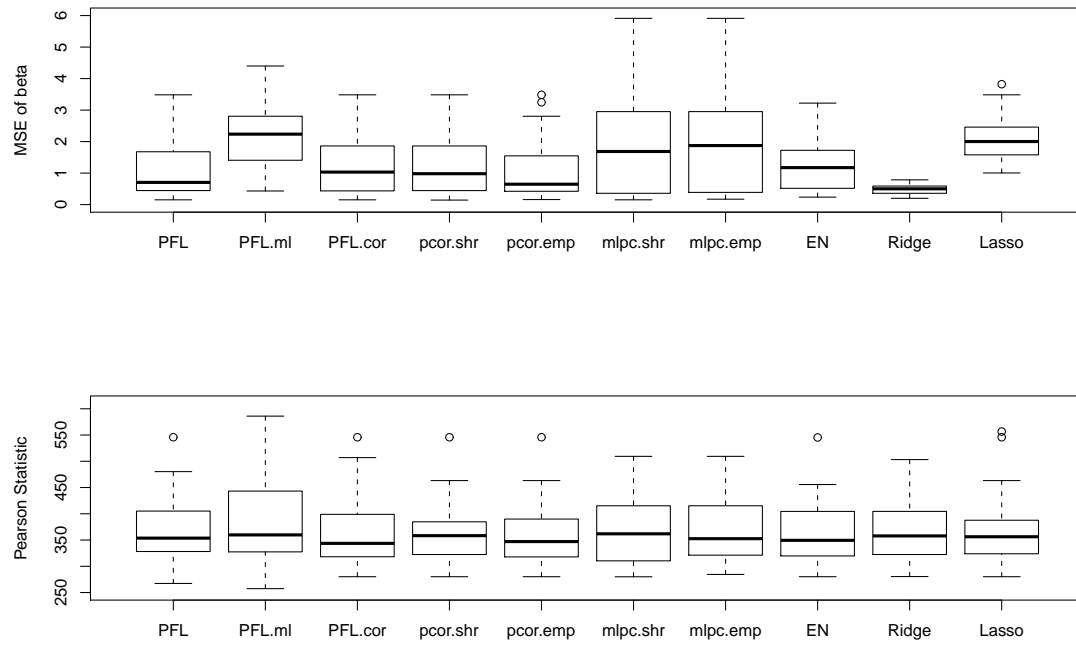 MSE of beta
6
5
4
3
2
1
0
PFL PFL.ml PFL.cor pcor.shr pcor.emp mlpc.shr mlpc.emp EN Ridge Lasso
Pearson Statistic
550
450
350
250
PFL PFL.ml PFL.cor pcor.shr pcor.emp mlpc.shr mlpc.emp EN Ridge Lasso